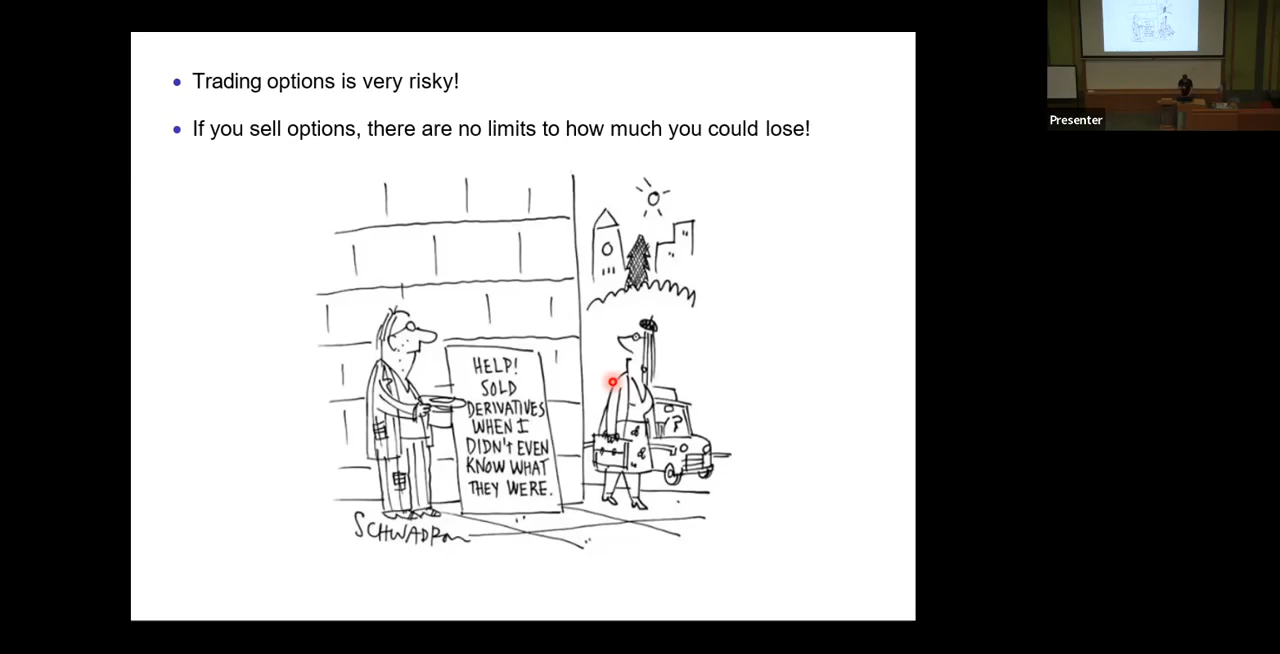 Trading options is very risky!
If you sell options, there are no limits to how much you could lose!
HELP!
SOLD
DERIVATIVES
WHEN I
DIDN'T EVEN
KNOW WHAT
THEY WERE.
SCHWADRON
Presenter